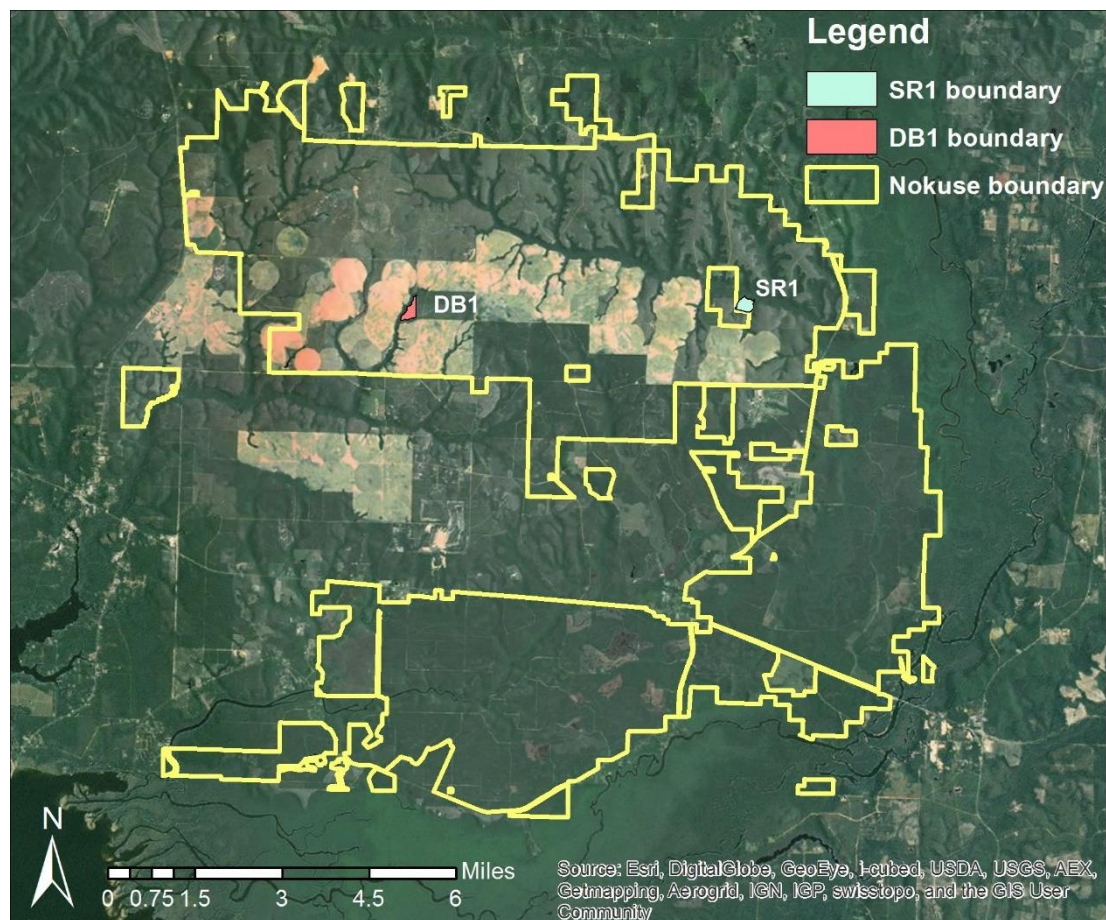 Legend
SR1 boundary
DB1 boundary
Nokuse boundary
SR1
DB1
N
Miles
0 0.75 1.5 3 4.5 6
Source: Esri, DigitalGlobe, GeoEye, i-cubed, USDA, USGS, AEX,
Getmapping, Aerogrid, IGN, IGP, swisstopo, and the GIS User
Community